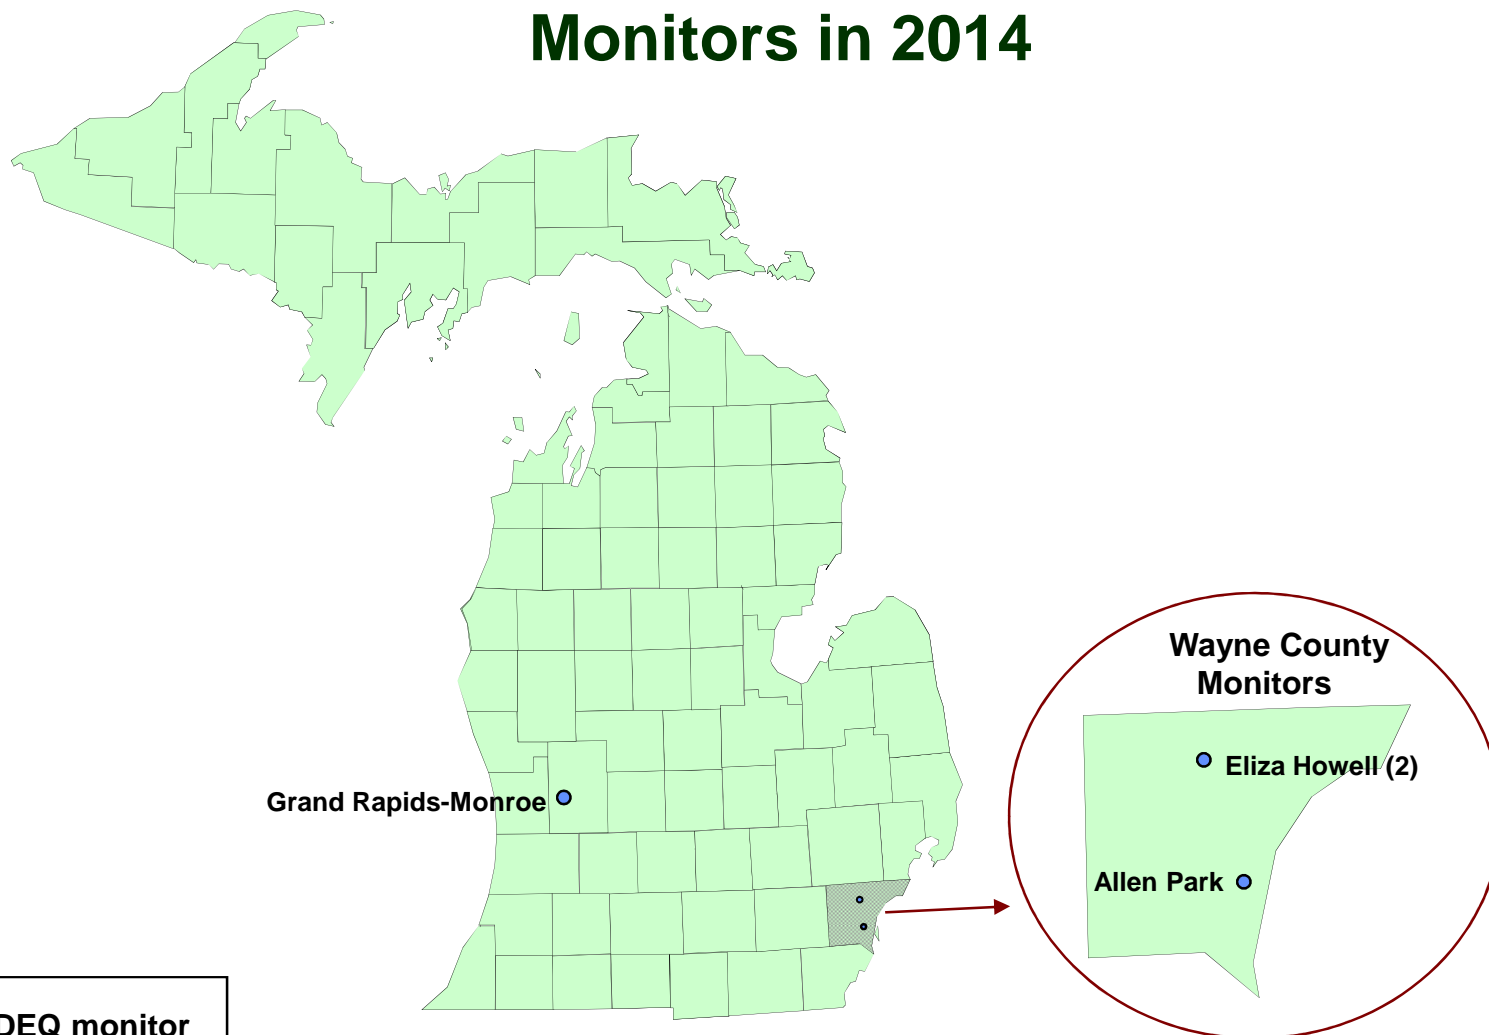 Monitors in 2014
Wayne County
Monitors
Eliza Howell (2)
Grand Rapids-Monroe
Allen Park
DEQ monitor